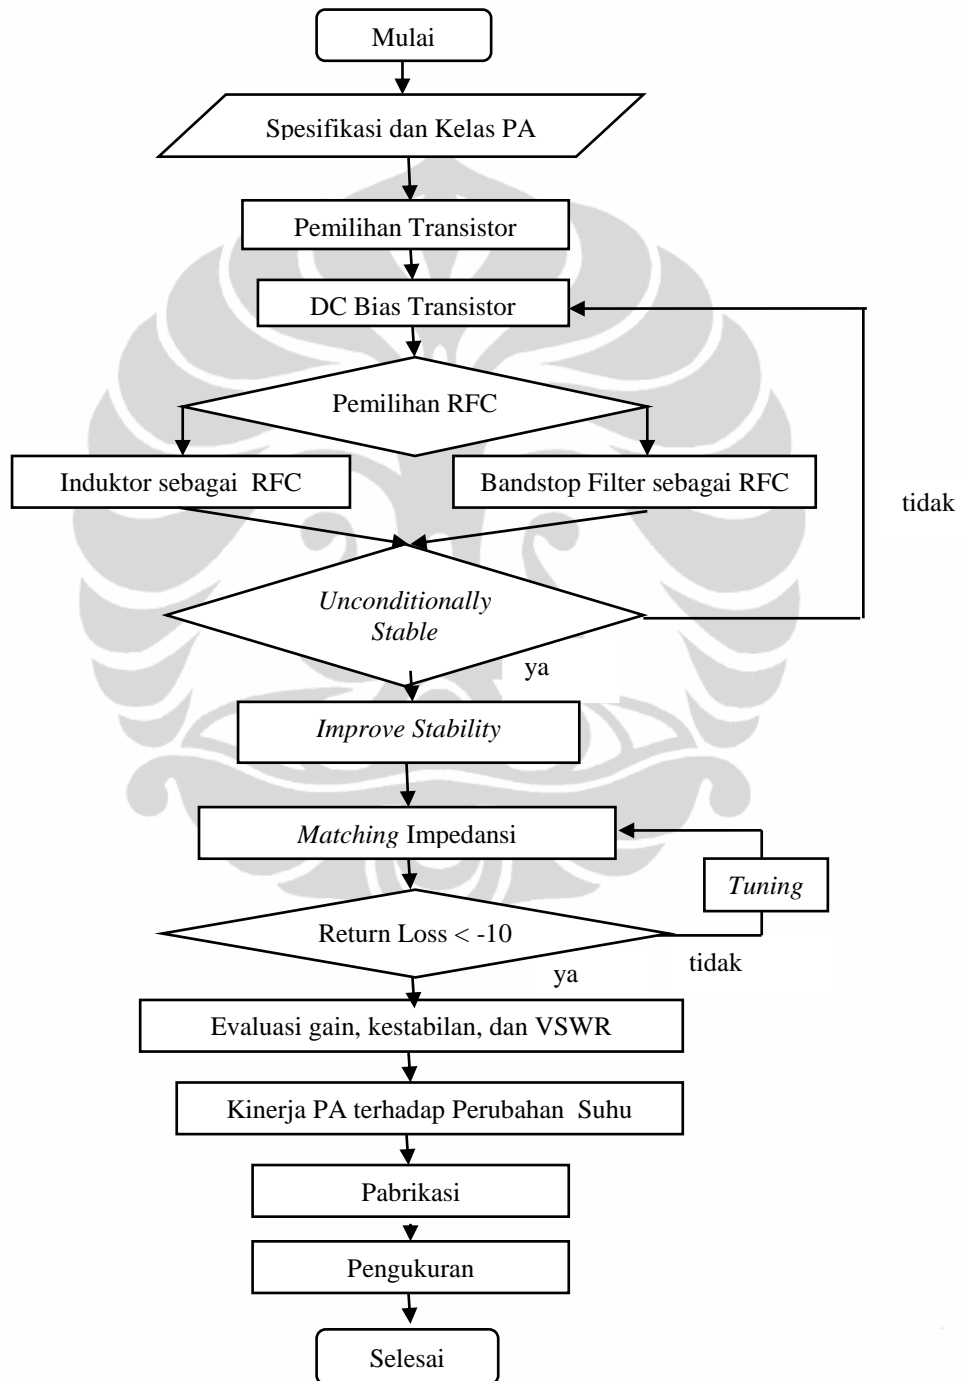 Mulai
Spesifikasi dan Kelas PA
Pemilihan Transistor
DC Bias Transistor
Pemilihan RFC
Induktor sebagai RFC
Bandstop Filter sebagai RFC
tidak
Unconditionally
Stable
ya
Improve Stability
Matching Impedansi
Tuning
Return Loss < -10
tidak
ya
Evaluasi gain, kestabilan, dan VSWR
Kinerja PA terhadap Perubahan Suhu
Pabrikasi
Pengukuran
Selesai